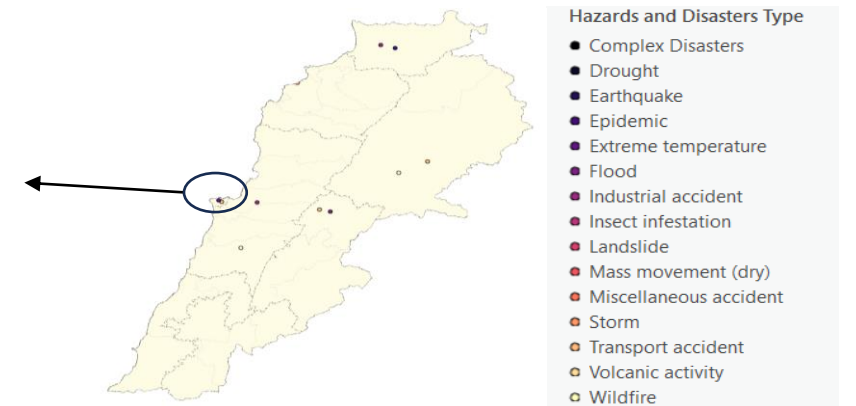 Hazards and Disasters Type
Complex Disasters
Drought
Earthquake
Epidemic
Extreme temperature
Flood
Industrial accident
Insect infestation
Landslide
Mass movement (dry)
Miscellaneous accident
Storm
Transport accident
Volcanic activity
Wildfire